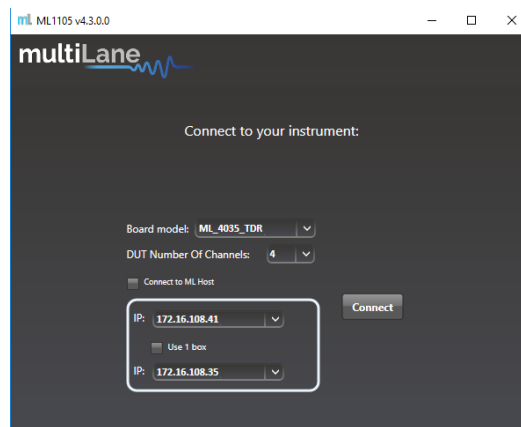 ml ML1105 v4.3.0.0
multiLane
Connect to your instrument:
Board model: ML_4035_TDR
DUT Number Of Channels: 4
Connect to ML Host
IP: 172.16.108.41
Connect
Use 1 box
IP: 172.16.108.35